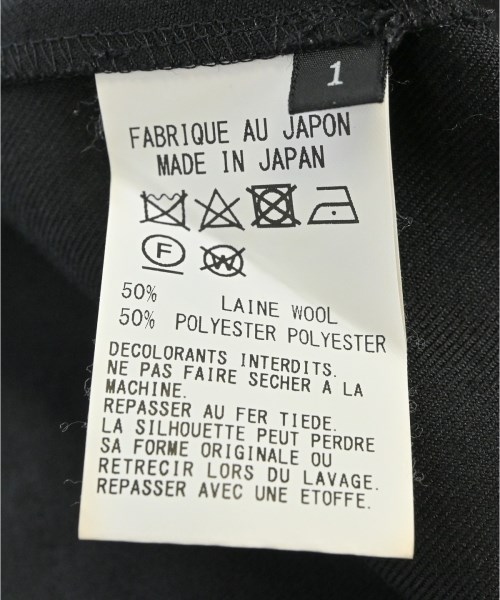 1
FABRIQUE AU JAPON
MADE IN JAPAN
F W
50% LAINE WOOL
50% POLYESTER POLYESTER
DECOLORANTS INTERDITS.
NE PAS FAIRE SECHER A LA
MACHINE.
REPASSER AU FER TIEDE.
LA SILHOUETTE PEUT PERDRE
SA FORME ORIGINALE OU
RETRECIR LORS DU LAVAGE.
REPASSER AVEC UNE ETOFFE.